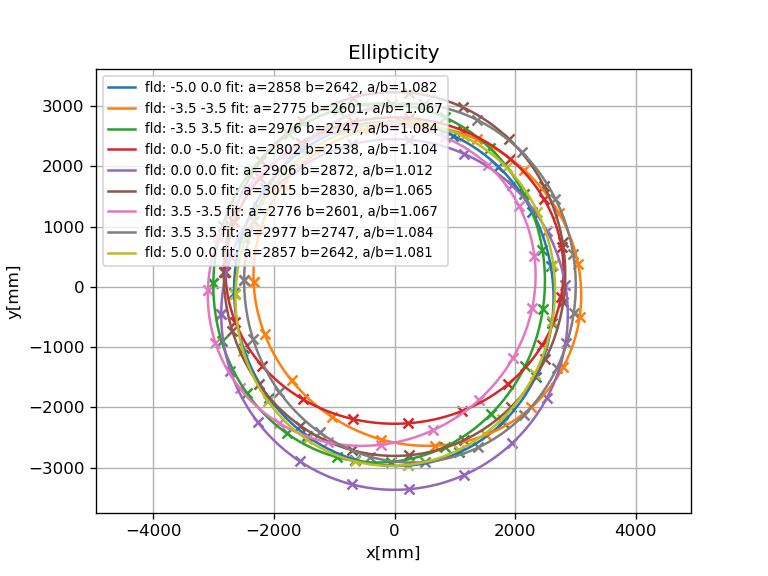 Ellipticity
fld: -5.0 0.0 fit: a=2858 b=2642, a/b=1.082
fld: -3.5 -3.5 fit: a=2775 b=2601, a/b=1.067
fld: -3.5 3.5 fit: a=2976 b=2747, a/b=1.084
fld: 0.0 -5.0 fit: a=2802 b=2538, a/b=1.104
fld: 0.0 0.0 fit: a=2906 b=2872, a/b=1.012
fld: 0.0 5.0 fit: a=3015 b=2830, a/b=1.065
fld: 3.5 -3.5 fit: a=2776 b=2601, a/b=1.067
fld: 3.5 3.5 fit: a=2977 b=2747, a/b=1.084
fld: 5.0 0.0 fit: a=2857 b=2642, a/b=1.081
3000
2000
1000
0
−1000
−2000
−3000
y[mm]
−4000 −2000 0 2000 4000
x[mm]